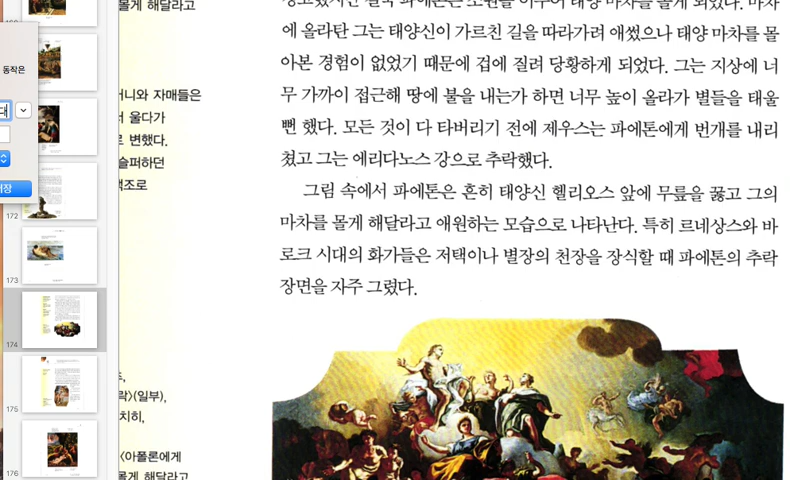 몰게 해달라고
동작은
머니와 자매들은
서 울다가
로 변했다.
슬퍼하던
백조로
락〉(일부),
치히,
〈아폴론에게
몰게 해달라고
저장
172
173
174
175
176
에 올라탄 그는 태양신이 가르친 길을 따라가려 애썼으나 태양 마차를 몰
아본 경험이 없었기 때문에 겁에 질려 당황하게 되었다. 그는 지상에 너
무 가까이 접근해 땅에 불을 내는가 하면 너무 높이 올라가 별들을 태울
뻔 했다. 모든 것이 다 타버리기 전에 제우스는 파에톤에게 번개를 내리
쳤고 그는 에리다노스 강으로 추락했다.
그림 속에서 파에톤은 흔히 태양신 헬리오스 앞에 무릎을 꿇고 그의
마차를 몰게 해달라고 애원하는 모습으로 나타난다. 특히 르네상스와 바
로크 시대의 화가들은 저택이나 별장의 천장을 장식할 때 파에톤의 추락
장면을 자주 그렸다.